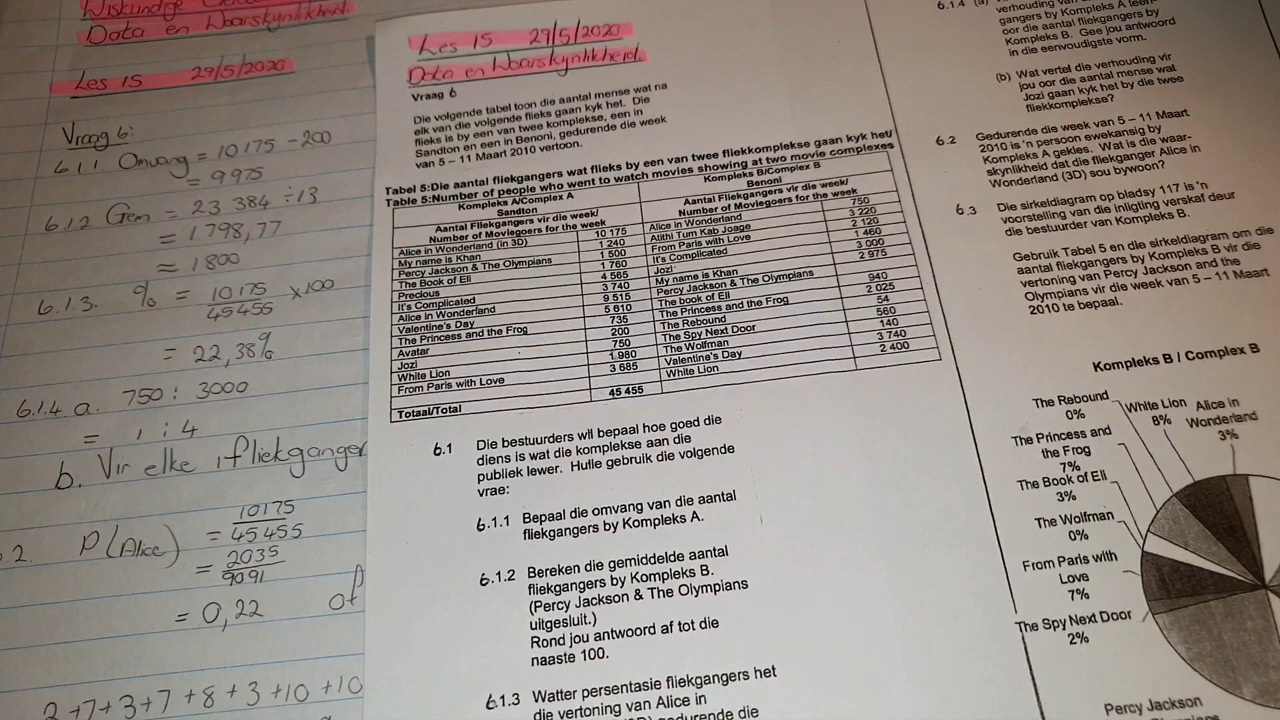 Wiskundige
Data en Waarskynlikheid.
Les 15 29/5/2020
Vraag 6:
6.1.1 Omvang = 10175 - 200
= 9975
6.1.2 Gem = 23 384 ÷ 13
= 1798,77
= 1800
6.1.3. % = 10175 / 45455 × 100
= 22,38%
6.1.4 a. 750 : 3000
= 1 : 4
b. Vir elke 1 fliekganger
.2. P(Alice) = 10175 / 45455
= 2035 / 9091
= 0,22 of
3+7+3+7+8+3+10+10
Les 15 29/5/2020
Data en Waarskynlikheid.
Vraag 6
Die volgende tabel toon die aantal mense wat na
elk van die volgende flieks gaan kyk het. Die
flieks is by een van twee komplekse, een in
Sandton en een in Benoni, gedurende die week
van 5 – 11 Maart 2010 vertoon.
Tabel 5:Die aantal fliekgangers wat flieks by een van twee fliekkomplekse gaan kyk het/
Table 5:Number of people who went to watch movies showing at two movie complexes
Kompleks A/Complex A
Sandton
Aantal Fliekgangers vir die week/
Number of Moviegoers for the week
Alice in Wonderland (in 3D) 10 175
My name is Khan 1 240
Percy Jackson & The Olympians 1 500
The Book of Eli 1 760
Precious 4 565
It's Complicated 3 740
Alice in Wonderland 9 515
Valentine's Day 5 610
The Princess and the Frog 735
Avatar 200
Jozi 750
White Lion 1 980
From Paris with Love 3 685
Totaal/Total 45 455
Kompleks B/Complex B
Benoni
Aantal Fliekgangers vir die week/
Number of Moviegoers for the week
Alice in Wonderland 750
Atithi Tum Kab Joage 3 220
From Paris with Love 2 120
It's Complicated 1 460
Jozi 3 000
My name is Khan 2 975
Percy Jackson & The Olympians
The book of Eli 940
The Princess and the Frog 2 025
The Rebound 54
The Spy Next Door 560
The Wolfman 140
Valentine's Day 3 740
White Lion 2 400
6.1 Die bestuurders wil bepaal hoe goed die
diens is wat die komplekse aan die
publiek lewer. Hulle gebruik die volgende
vrae:
6.1.1 Bepaal die omvang van die aantal
fliekgangers by Kompleks A.
6.1.2 Bereken die gemiddelde aantal
fliekgangers by Kompleks B.
(Percy Jackson & The Olympians
uitgesluit.)
Rond jou antwoord af tot die
naaste 100.
6.1.3 Watter persentasie fliekgangers het
die vertoning van Alice in
gedurende die
6.1.4 (a)
verhouding van
gangers by Kompleks A teen-
oor die aantal fliekgangers by
Kompleks B. Gee jou antwoord
in die eenvoudigste vorm.
(b) Wat vertel die verhouding vir
jou oor die aantal mense wat
Jozi gaan kyk het by die twee
fliekkomplekse?
6.2 Gedurende die week van 5 – 11 Maart
2010 is 'n persoon ewekansig by
Kompleks A gekies. Wat is die waar-
skynlikheid dat die fliekganger Alice in
Wonderland (3D) sou bywoon?
6.3 Die sirkeldiagram op bladsy 117 is 'n
voorstelling van die inligting verskaf deur
die bestuurder van Kompleks B.
Gebruik Tabel 5 en die sirkeldiagram om die
aantal fliekgangers by Kompleks B vir die
vertoning van Percy Jackson and the
Olympians vir die week van 5 – 11 Maart
2010 te bepaal.
Kompleks B / Complex B
The Rebound
0%
White Lion
8%
Alice in
Wonderland
3%
The Princess and
the Frog
7%
The Book of Eli
3%
The Wolfman
0%
From Paris with
Love
7%
The Spy Next Door
2%
Percy Jackson